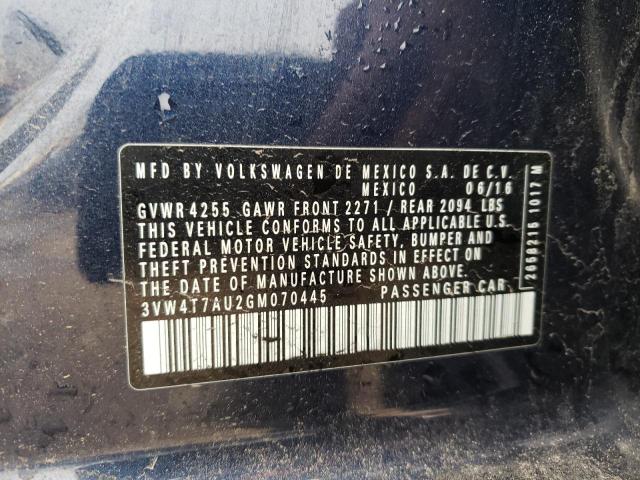 MFD BY VOLKSWAGEN DE MEXICO S.A. DE C.V.
MEXICO 06/16
GVWR 4255 GAWR FRONT 2271 / REAR 2094 LBS
THIS VEHICLE CONFORMS TO ALL APPLICABLE U.S.
FEDERAL MOTOR VEHICLE SAFETY, BUMPER AND
THEFT PREVENTION STANDARDS IN EFFECT ON
THE DATE OF MANUFACTURE SHOWN ABOVE.
3VW4T7AU2GM070445 PASSENGER CAR
1017 M